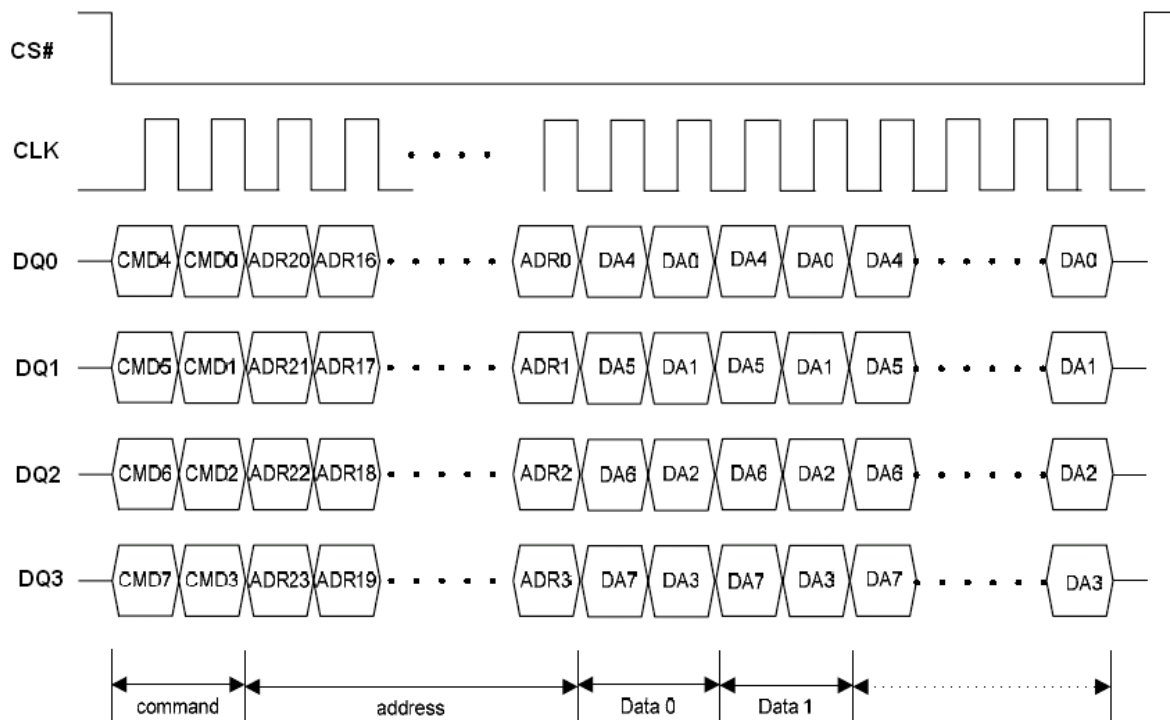 CS#
CLK
DQ0 CMD4 CMD0 ADR20 ADR16 ADR0 DA4 DA0 DA4 DA0 DA4 DA0
DQ1 CMD5 CMD1 ADR21 ADR17 ADR1 DA5 DA1 DA5 DA1 DA5 DA1
DQ2 CMD6 CMD2 ADR22 ADR18 ADR2 DA6 DA2 DA6 DA2 DA6 DA2
DQ3 CMD7 CMD3 ADR23 ADR19 ADR3 DA7 DA3 DA7 DA3 DA7 DA3
command address Data 0 Data 1